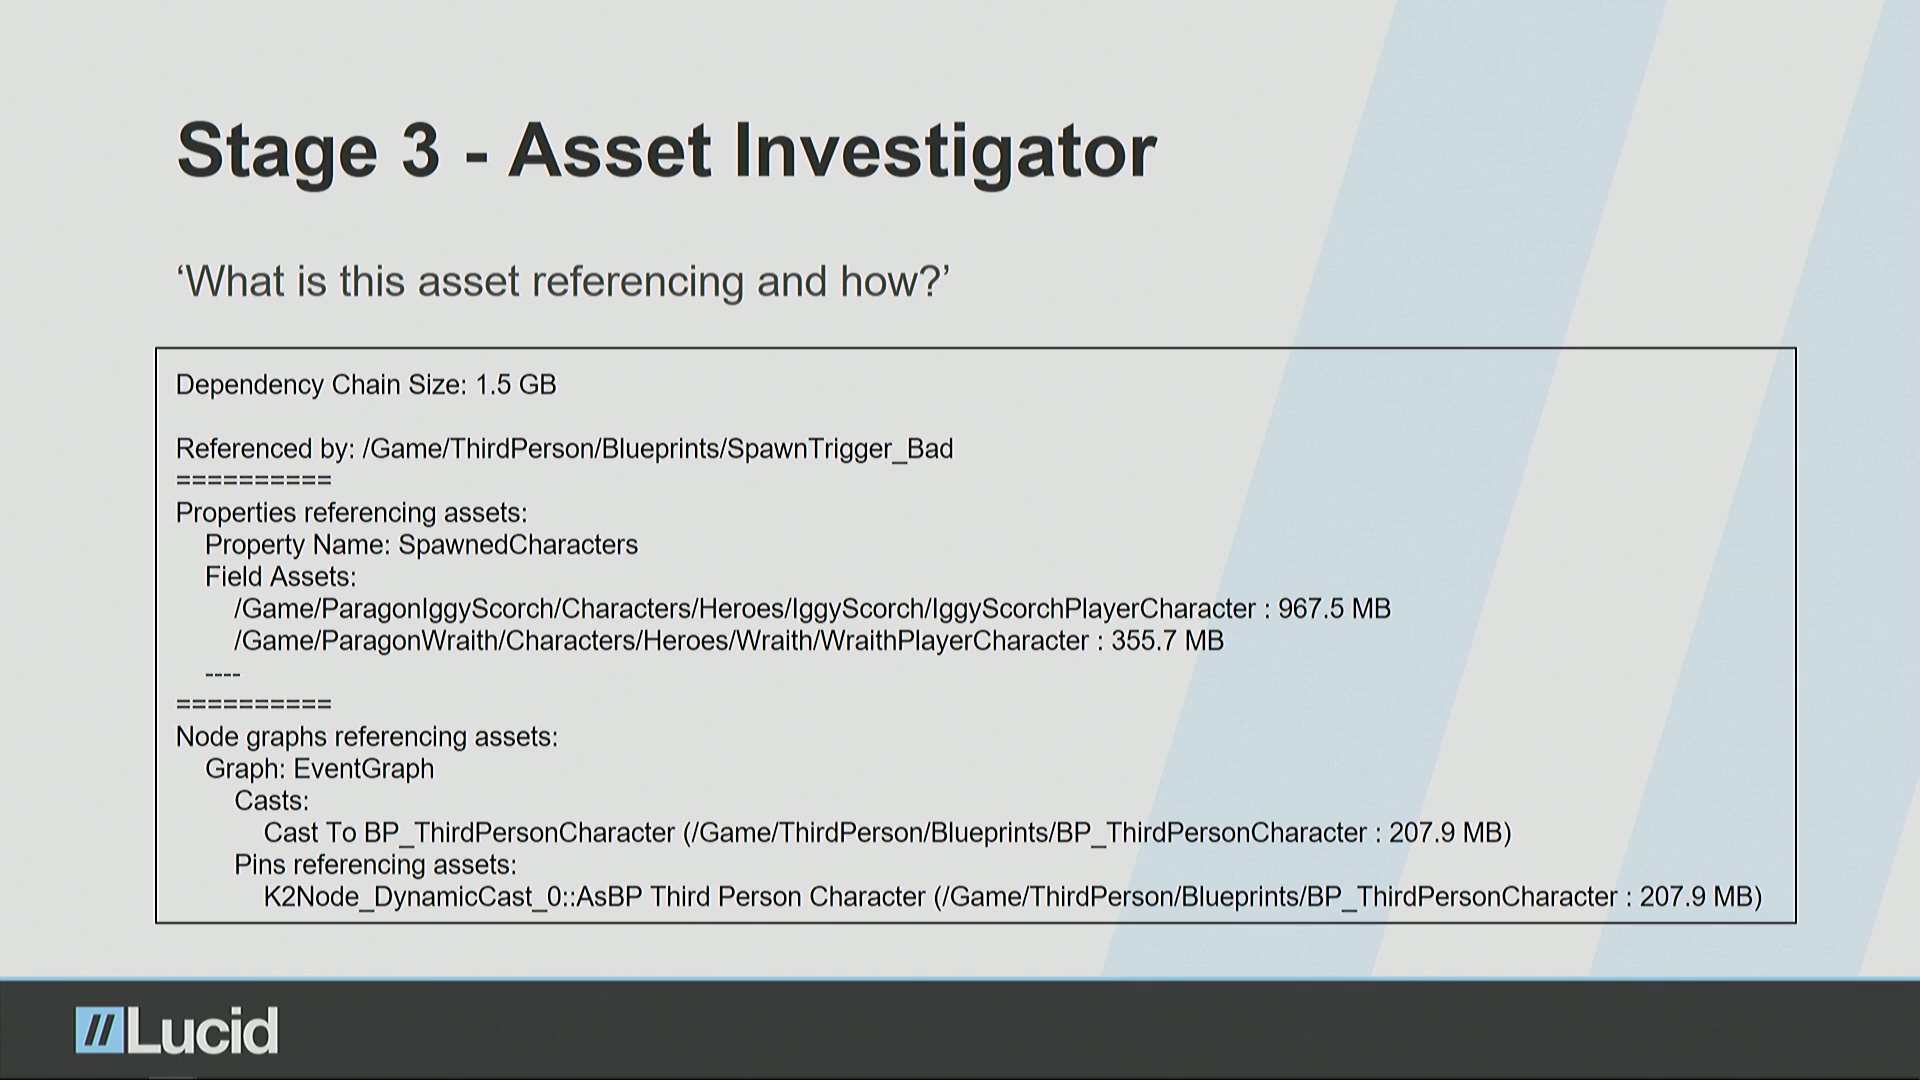 Stage 3 - Asset Investigator
‘What is this asset referencing and how?’
Dependency Chain Size: 1.5 GB
Referenced by: /Game/ThirdPerson/Blueprints/SpawnTrigger_Bad
==========
Properties referencing assets:
Property Name: SpawnedCharacters
Field Assets:
/Game/ParagonIggyScorch/Characters/Heroes/IggyScorch/IggyScorchPlayerCharacter : 967.5 MB
/Game/ParagonWraith/Characters/Heroes/Wraith/WraithPlayerCharacter : 355.7 MB
----
==========
Node graphs referencing assets:
Graph: EventGraph
Casts:
Cast To BP_ThirdPersonCharacter (/Game/ThirdPerson/Blueprints/BP_ThirdPersonCharacter : 207.9 MB)
Pins referencing assets:
K2Node_DynamicCast_0::AsBP Third Person Character (/Game/ThirdPerson/Blueprints/BP_ThirdPersonCharacter : 207.9 MB)
//Lucid